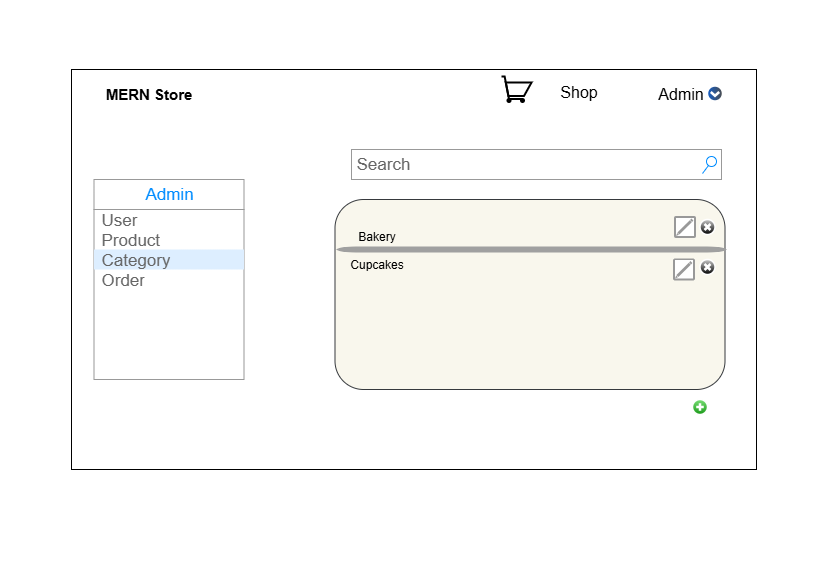 MERN Store
Shop
Admin
Search
Admin
User
Product
Category
Order
Bakery
Cupcakes